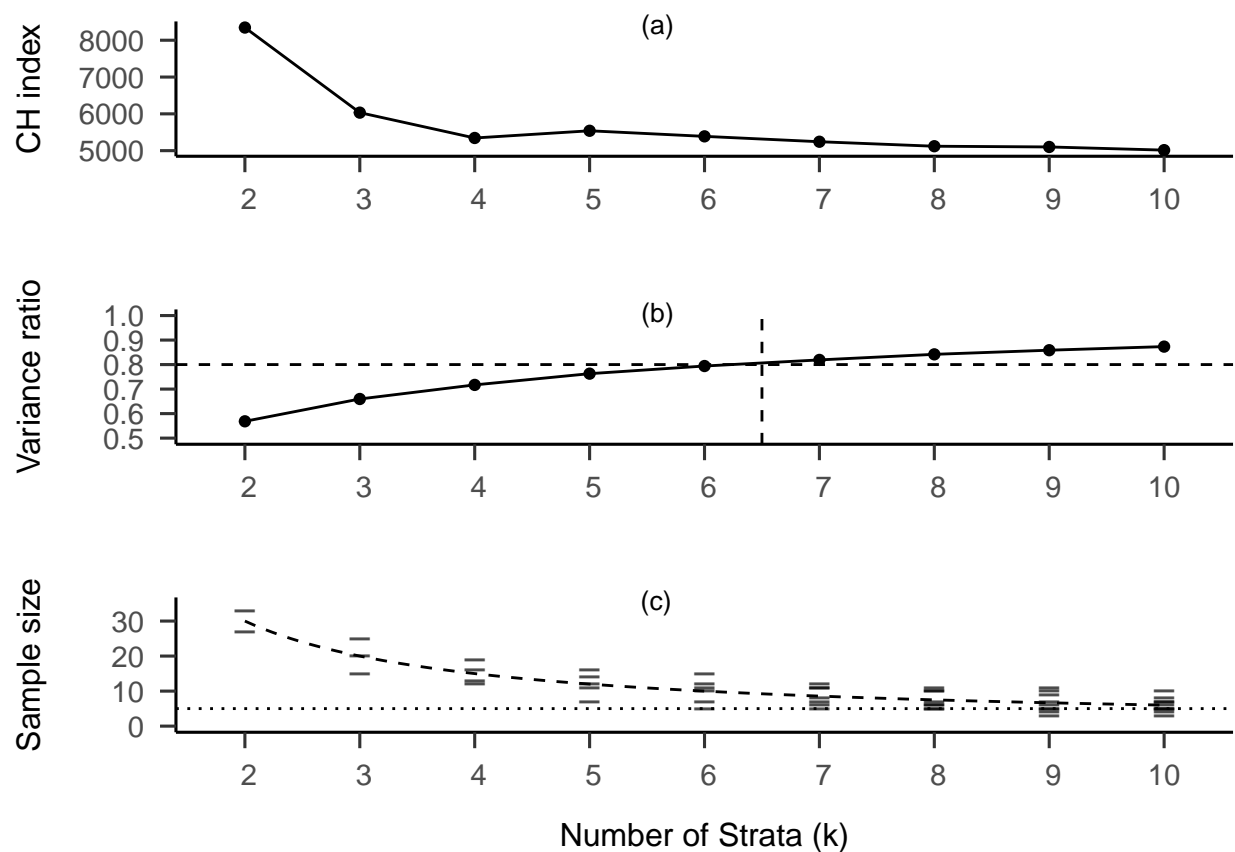 (a)
CH index
8000
7000
6000
5000
2 3 4 5 6 7 8 9 10
(b)
Variance ratio
1.0
0.9
0.8
0.7
0.6
0.5
2 3 4 5 6 7 8 9 10
(c)
Sample size
30
20
10
0
2 3 4 5 6 7 8 9 10
Number of Strata (k)